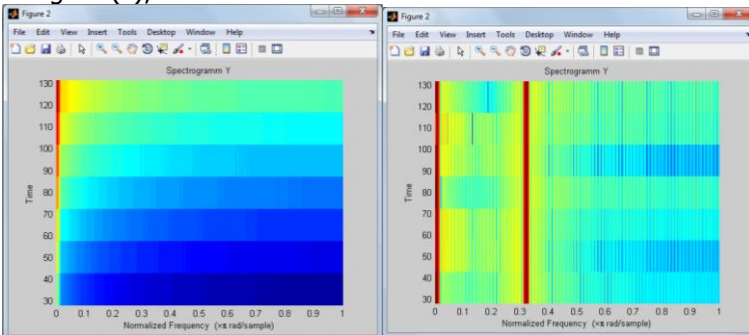 Figure 2
File Edit View Insert Tools Desktop Window Help
Spectrogramm Y
130
120
110
100
90
80
70
60
50
40
30
Time
0 0.1 0.2 0.3 0.4 0.5 0.6 0.7 0.8 0.9 1
Normalized Frequency (×π rad/sample)
Figure 2
File Edit View Insert Tools Desktop Window Help
Spectrogramm Y
130
120
110
100
90
80
70
60
50
40
30
Time
0 0.1 0.2 0.3 0.4 0.5 0.6 0.7 0.8 0.9 1
Normalized Frequency (×π rad/sample)